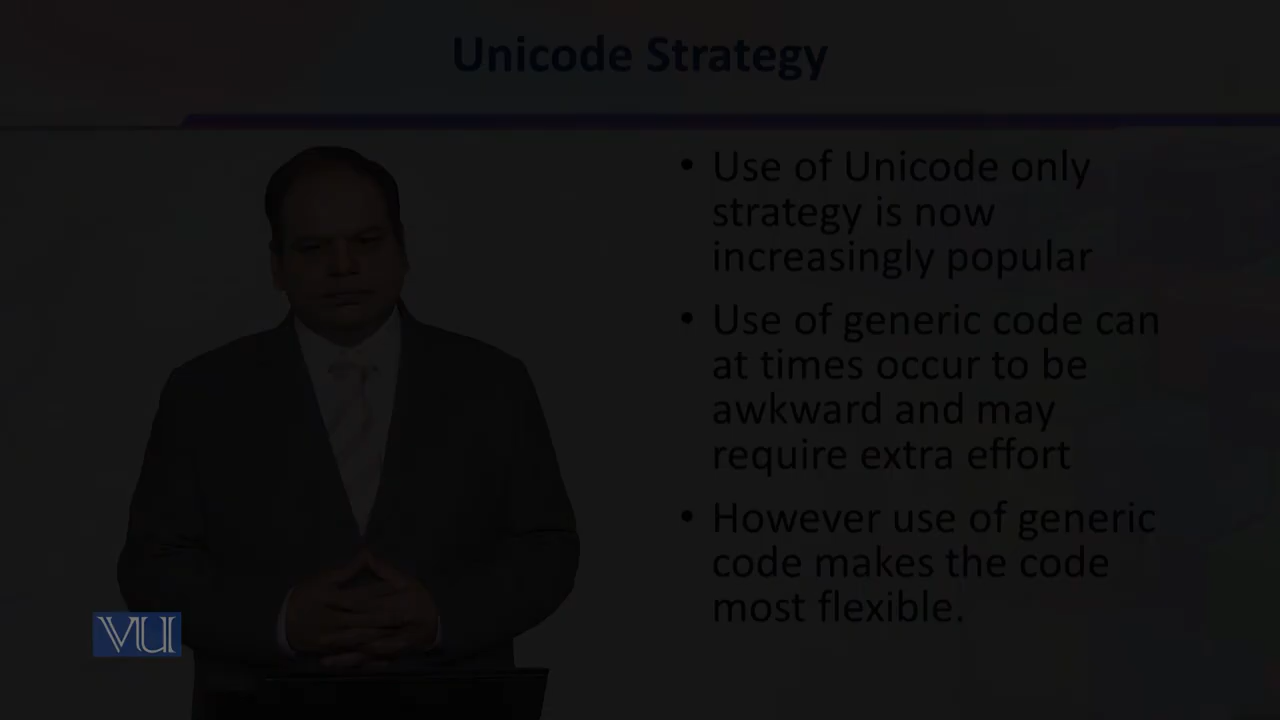 Unicode Strategy
• Use of Unicode only
strategy is now
increasingly popular
• Use of generic code can
at times occur to be
awkward and may
require extra effort
• However use of generic
code makes the code
most flexible.
VU